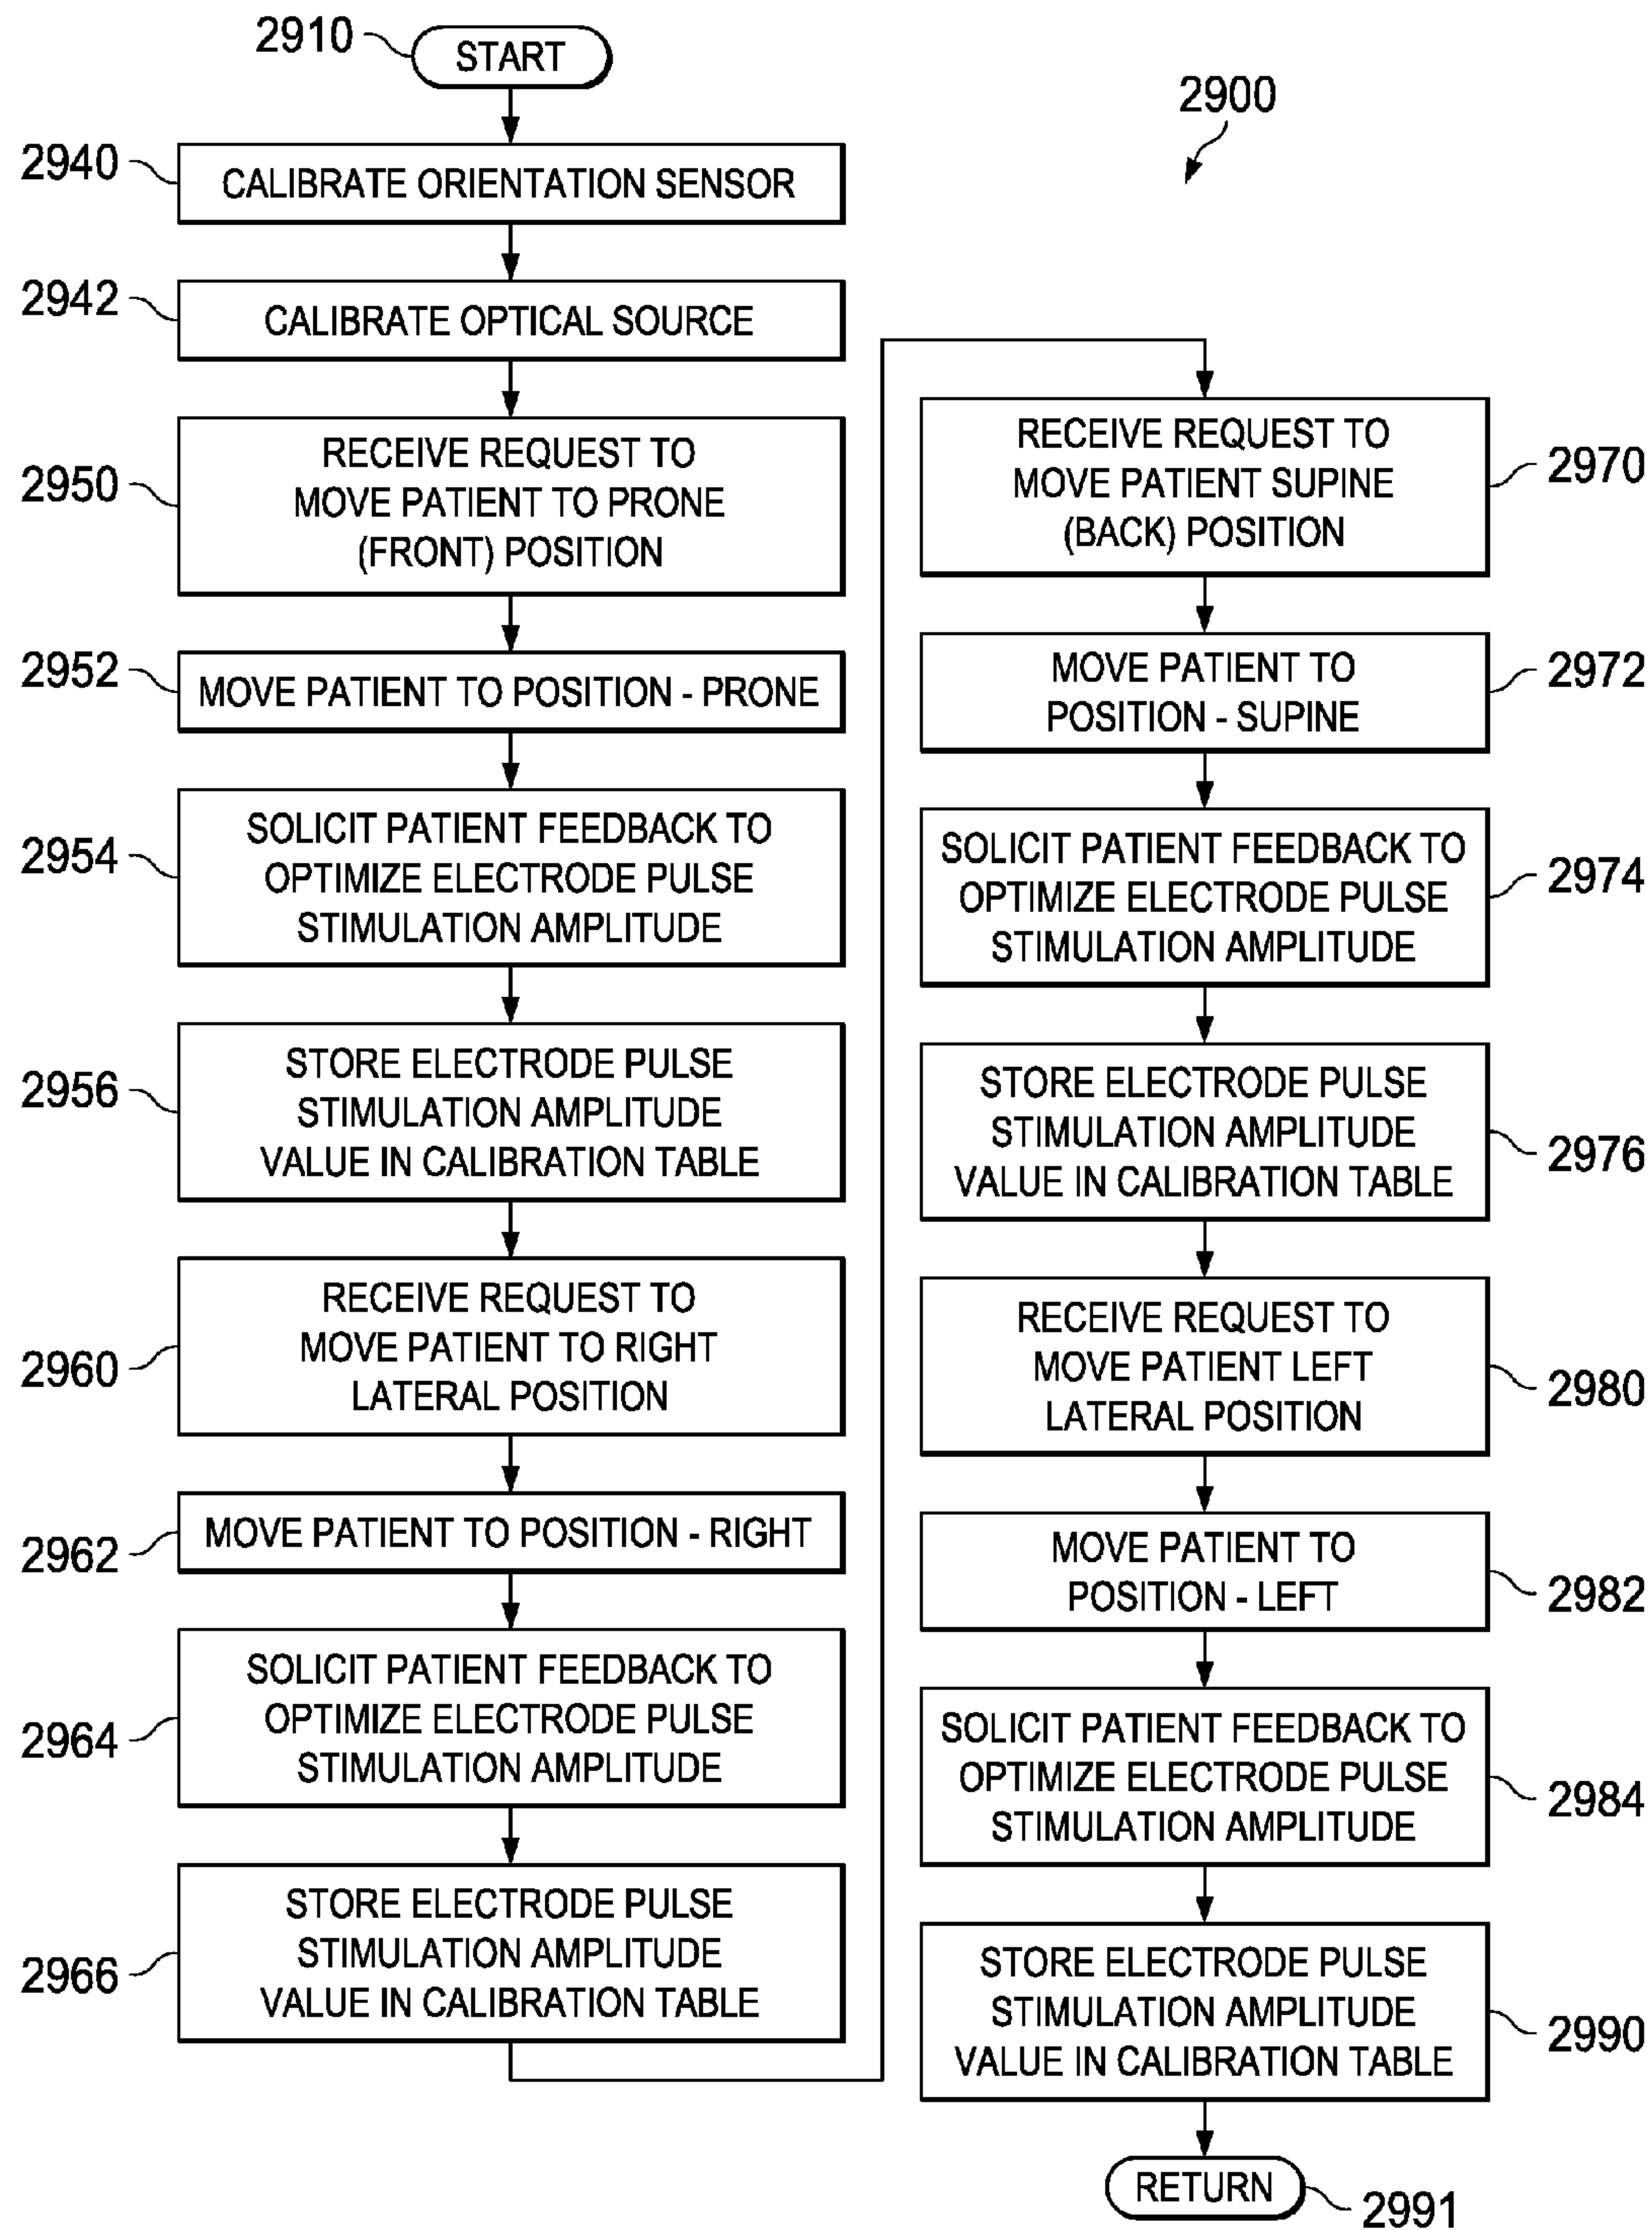 2910
START
2900
2940
CALIBRATE ORIENTATION SENSOR
2942
CALIBRATE OPTICAL SOURCE
2950
RECEIVE REQUEST TO
MOVE PATIENT TO PRONE
(FRONT) POSITION
2952
MOVE PATIENT TO POSITION - PRONE
2954
SOLICIT PATIENT FEEDBACK TO
OPTIMIZE ELECTRODE PULSE
STIMULATION AMPLITUDE
2956
STORE ELECTRODE PULSE
STIMULATION AMPLITUDE
VALUE IN CALIBRATION TABLE
2960
RECEIVE REQUEST TO
MOVE PATIENT TO RIGHT
LATERAL POSITION
2962
MOVE PATIENT TO POSITION - RIGHT
2964
SOLICIT PATIENT FEEDBACK TO
OPTIMIZE ELECTRODE PULSE
STIMULATION AMPLITUDE
2966
STORE ELECTRODE PULSE
STIMULATION AMPLITUDE
VALUE IN CALIBRATION TABLE
RECEIVE REQUEST TO
MOVE PATIENT SUPINE
(BACK) POSITION
2970
MOVE PATIENT TO
POSITION - SUPINE
2972
SOLICIT PATIENT FEEDBACK TO
OPTIMIZE ELECTRODE PULSE
STIMULATION AMPLITUDE
2974
STORE ELECTRODE PULSE
STIMULATION AMPLITUDE
VALUE IN CALIBRATION TABLE
2976
RECEIVE REQUEST TO
MOVE PATIENT LEFT
LATERAL POSITION
2980
MOVE PATIENT TO
POSITION - LEFT
2982
SOLICIT PATIENT FEEDBACK TO
OPTIMIZE ELECTRODE PULSE
STIMULATION AMPLITUDE
2984
STORE ELECTRODE PULSE
STIMULATION AMPLITUDE
VALUE IN CALIBRATION TABLE
2990
RETURN
2991